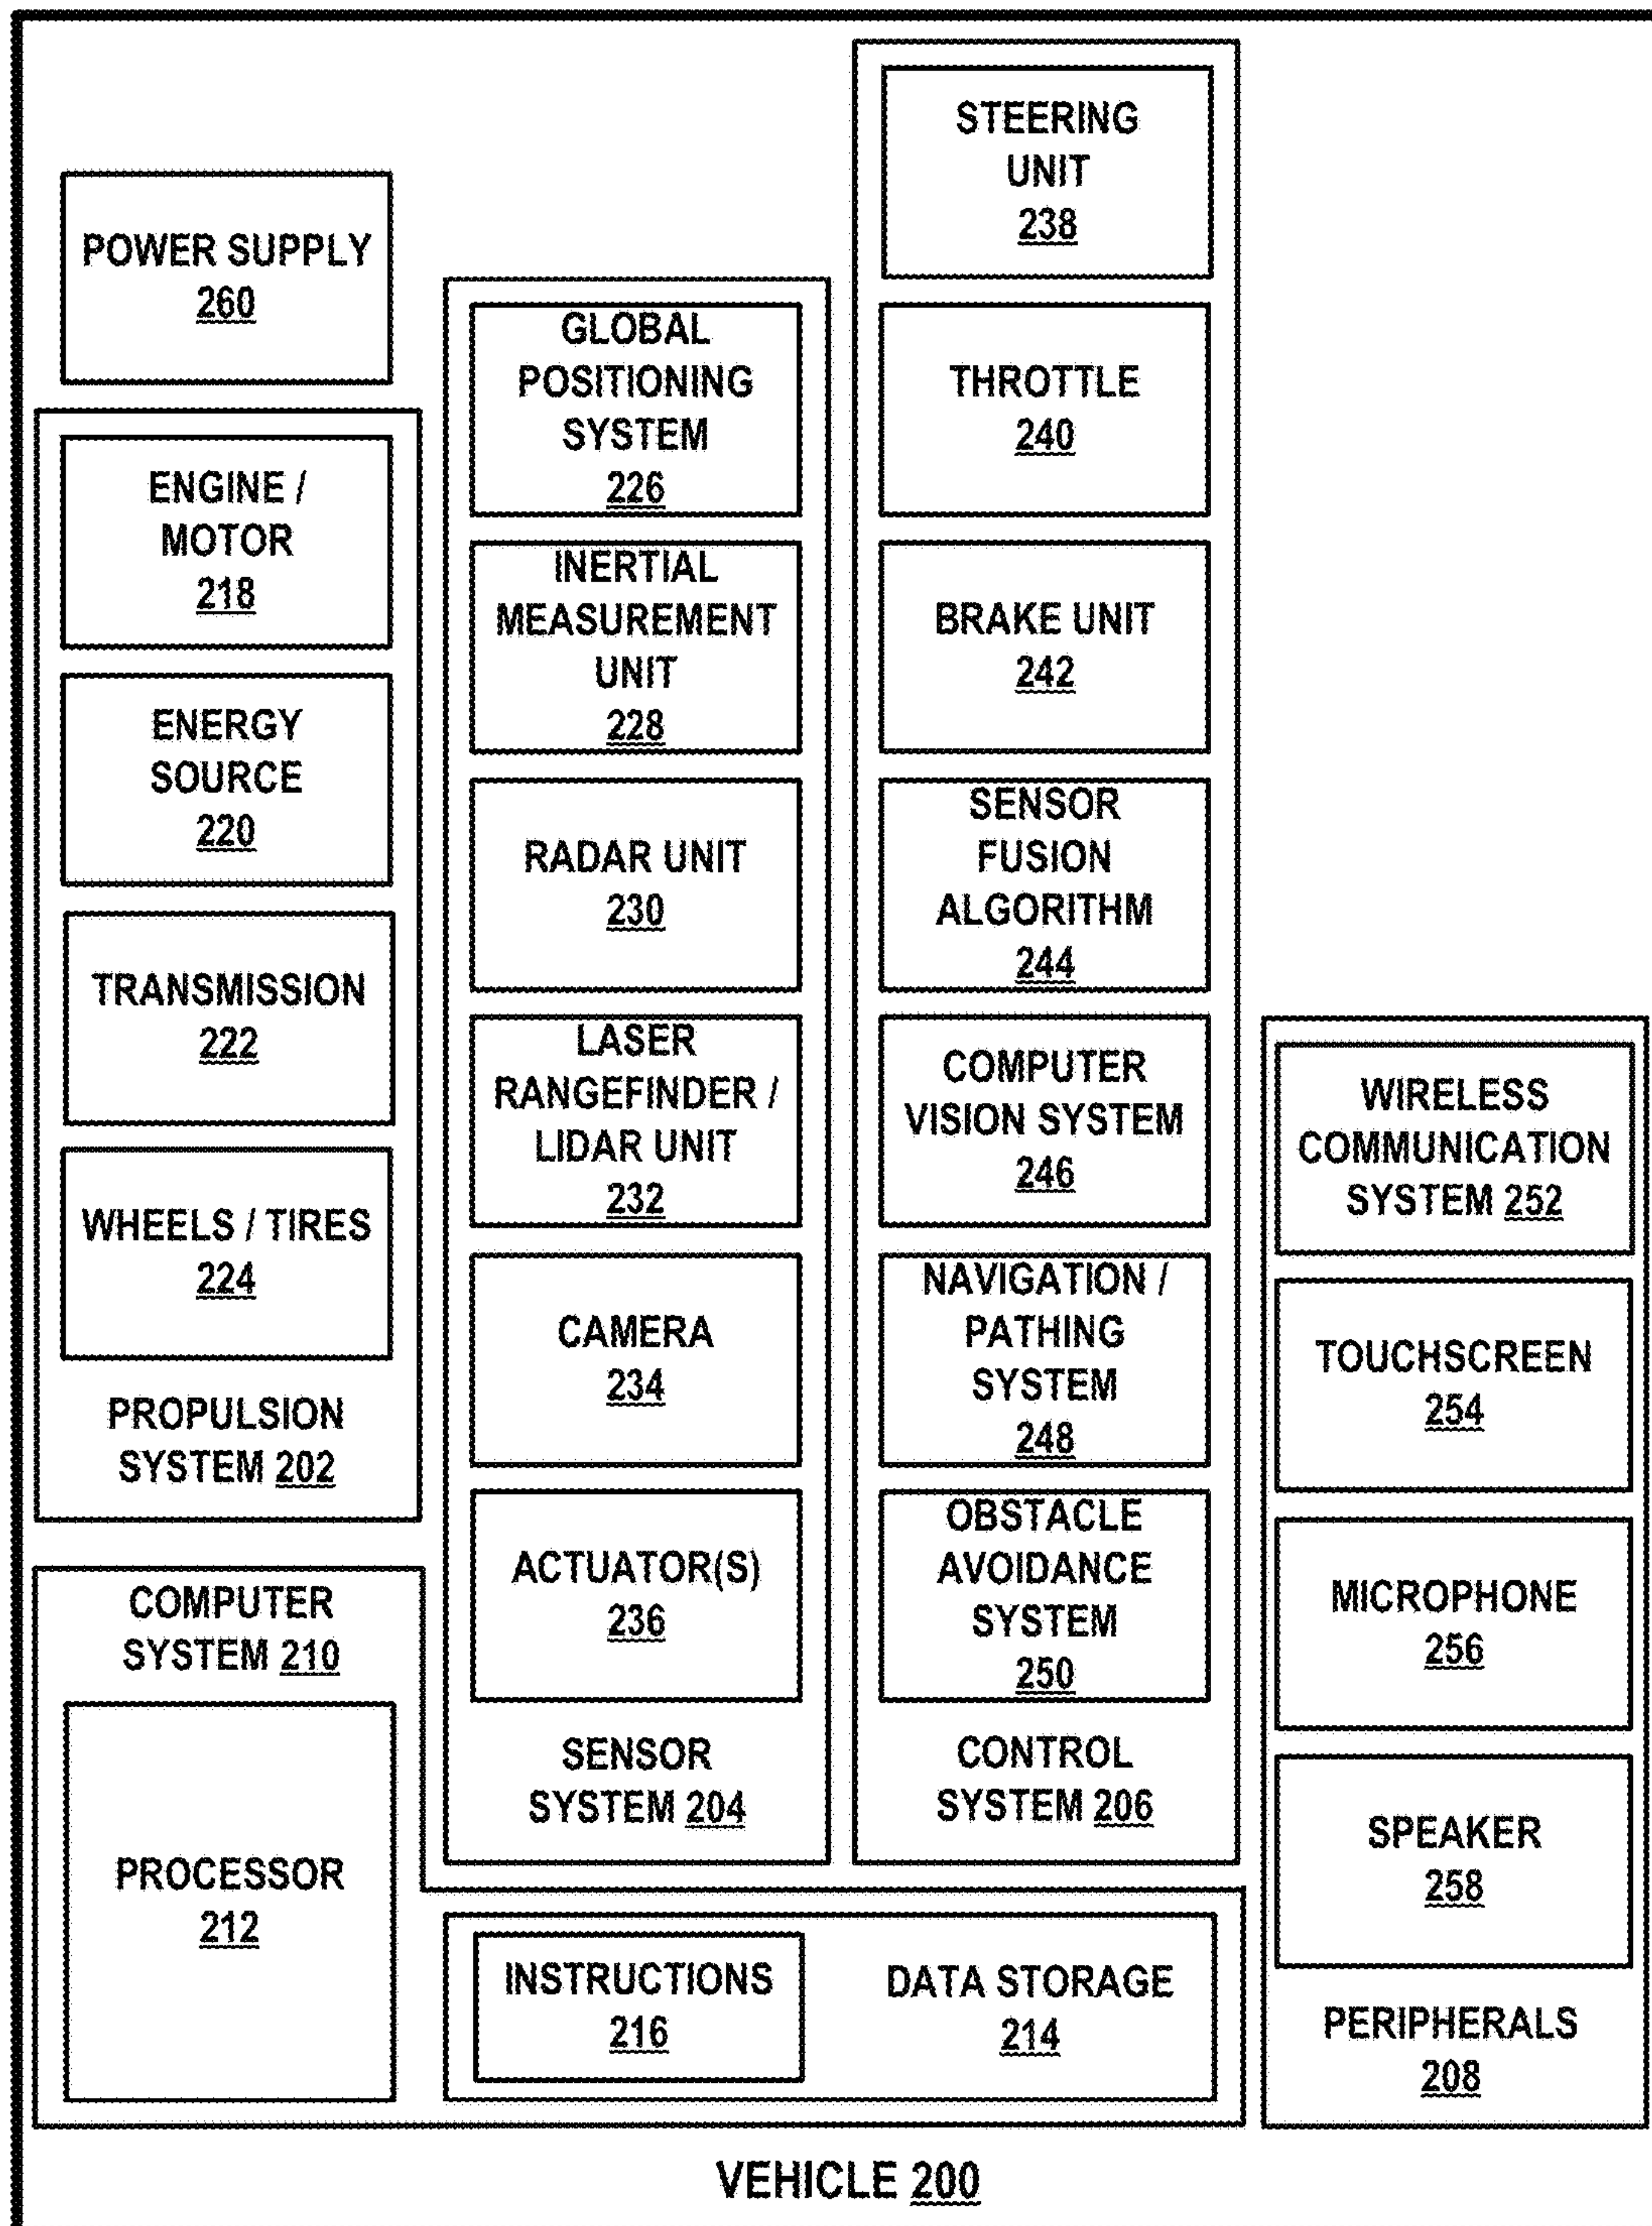 POWER SUPPLY
260
ENGINE /
MOTOR
218
ENERGY
SOURCE
220
TRANSMISSION
222
WHEELS / TIRES
224
PROPULSION
SYSTEM 202
COMPUTER
SYSTEM 210
PROCESSOR
212
GLOBAL
POSITIONING
SYSTEM
226
INERTIAL
MEASUREMENT
UNIT
228
RADAR UNIT
230
LASER
RANGEFINDER /
LIDAR UNIT
232
CAMERA
234
ACTUATOR(S)
236
SENSOR
SYSTEM 204
STEERING
UNIT
238
THROTTLE
240
BRAKE UNIT
242
SENSOR
FUSION
ALGORITHM
244
COMPUTER
VISION SYSTEM
246
NAVIGATION /
PATHING
SYSTEM
248
OBSTACLE
AVOIDANCE
SYSTEM
250
CONTROL
SYSTEM 206
INSTRUCTIONS
216
DATA STORAGE
214
WIRELESS
COMMUNICATION
SYSTEM 252
TOUCHSCREEN
254
MICROPHONE
256
SPEAKER
258
PERIPHERALS
208
VEHICLE 200